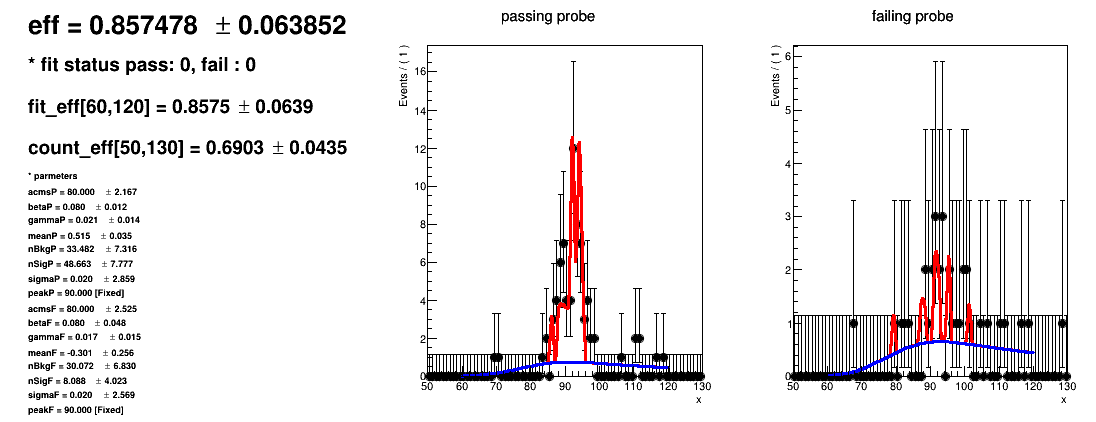 eff = 0.857478 ± 0.063852
* fit status pass: 0, fail : 0
fit_eff[60,120] = 0.8575 ± 0.0639
count_eff[50,130] = 0.6903 ± 0.0435
* parmeters
acmsP = 80.000 ± 2.167
betaP = 0.080 ± 0.012
gammaP = 0.021 ± 0.014
meanP = 0.515 ± 0.035
nBkgP = 33.482 ± 7.316
nSigP = 48.663 ± 7.777
sigmaP = 0.020 ± 2.859
peakP = 90.000 [Fixed]
acmsF = 80.000 ± 2.525
betaF = 0.080 ± 0.048
gammaF = 0.017 ± 0.015
meanF = -0.301 ± 0.256
nBkgF = 30.072 ± 6.830
nSigF = 8.088 ± 4.023
sigmaF = 0.020 ± 2.569
peakF = 90.000 [Fixed]
passing probe
Events / ( 1 )
16
14
12
10
8
6
4
2
0
50 60 70 80 90 100 110 120 130
x
failing probe
Events / ( 1 )
6
5
4
3
2
1
0
50 60 70 80 90 100 110 120 130
x